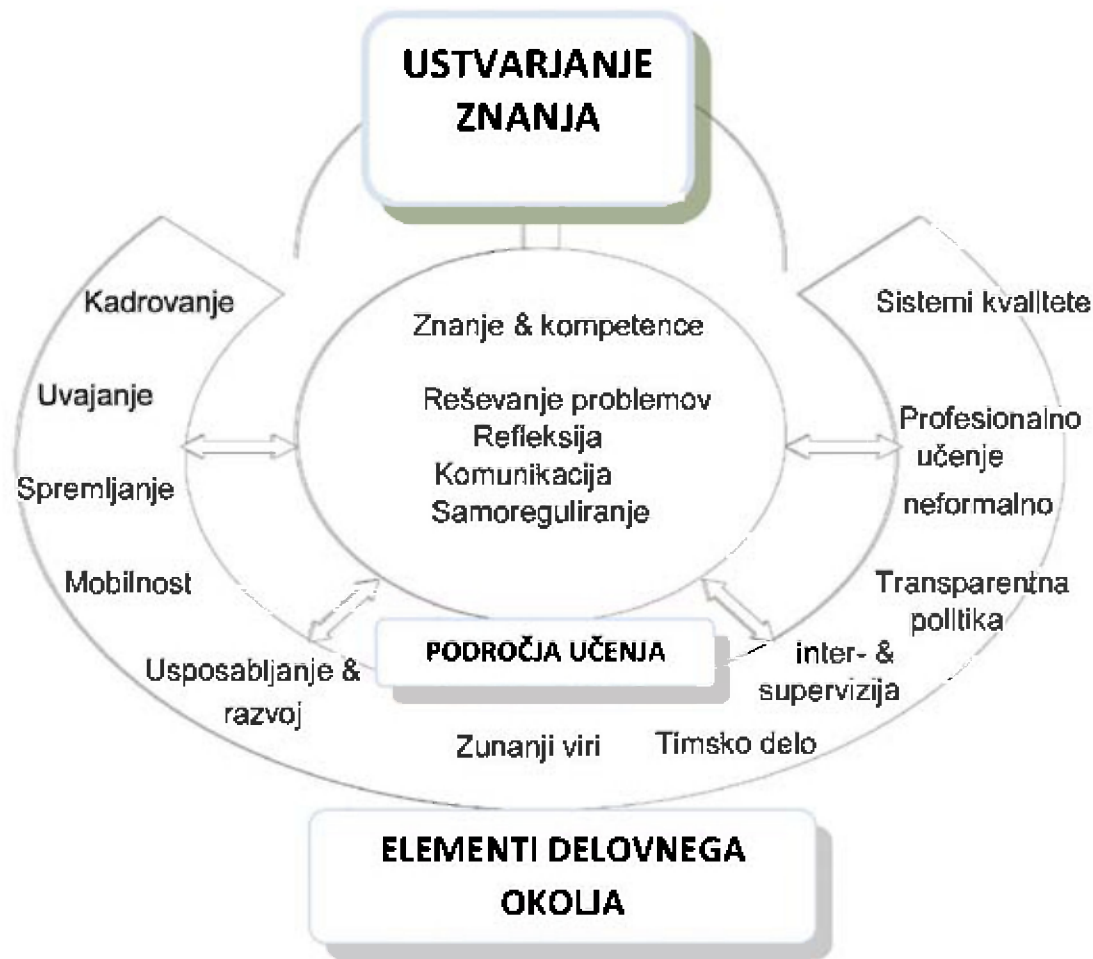 USTVARJANJE
ZNANJA
Kadrovanje
Uvajanje
Spremljanje
Mobilnost
Usposabljanje &
razvoj
Znanje & kompetence
Reševanje problemov
Refleksija
Komunikacija
Samoreguliranje
PODROČJA UČENJA
Zunanji viri
Timsko delo
Sistemi kvalitete
Profesionalno
učenje
neformalno
Transparentna
politika
inter- &
supervizija
ELEMENTI DELOVNEGA
OKOLJA